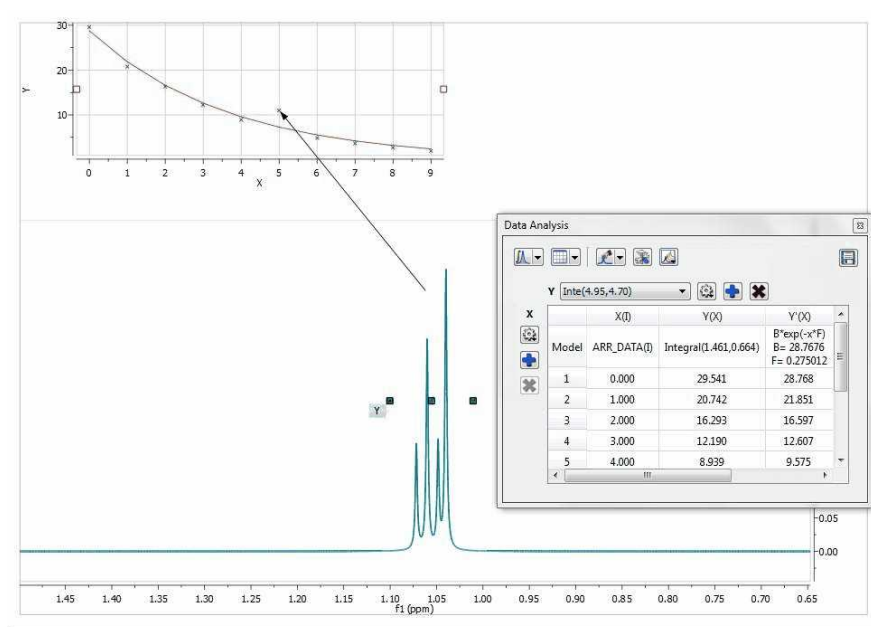 30
20
10
Y
0 1 2 3 4 5 6 7 8 9
X
Data Analysis
Y Inte(4.95,4.70)
X
X(I) Y(X) Y'(X)
Model ARR_DATA(I) Integral(1.461,0.664) B*exp(-x*F)
B= 28.7676
F= 0.275012
1 0.000 29.541 28.768
2 1.000 20.742 21.851
3 2.000 16.293 16.597
4 3.000 12.190 12.607
5 4.000 8.939 9.575
Y
0.05
0.00
1.45 1.40 1.35 1.30 1.25 1.20 1.15 1.10 1.05 1.00 0.95 0.90 0.85 0.80 0.75 0.70 0.65
f1 (ppm)